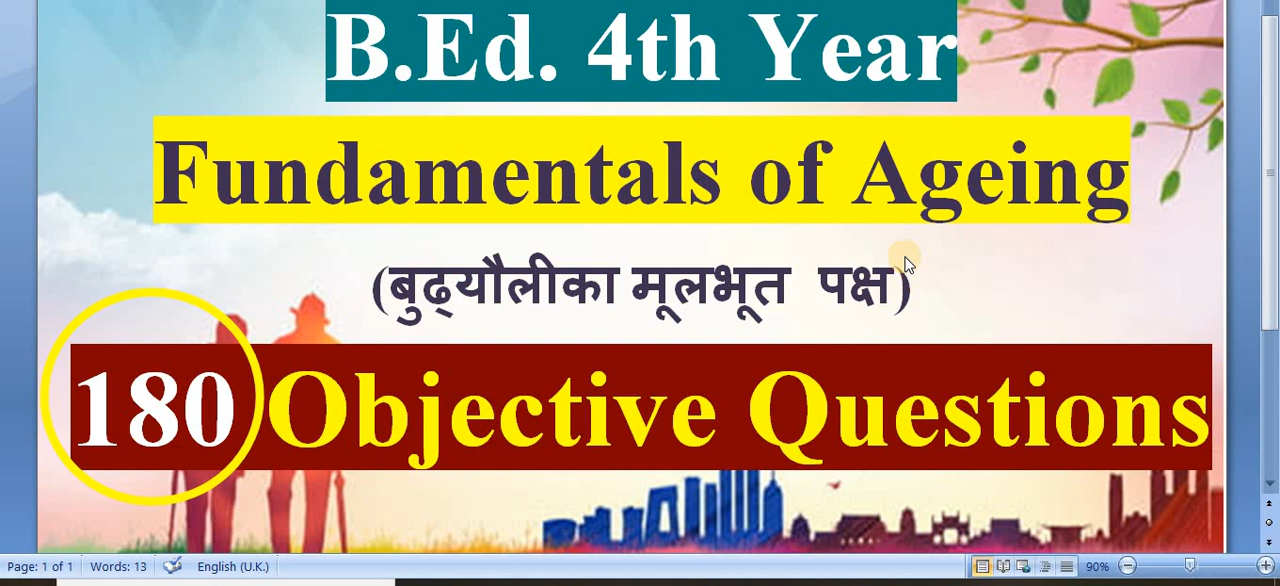 B.Ed. 4th Year
Fundamentals of Ageing
(बुढ्यौलीका मूलभूत पक्ष)
180 Objective Questions
Page: 1 of 1 Words: 13 English (U.K.) 90%